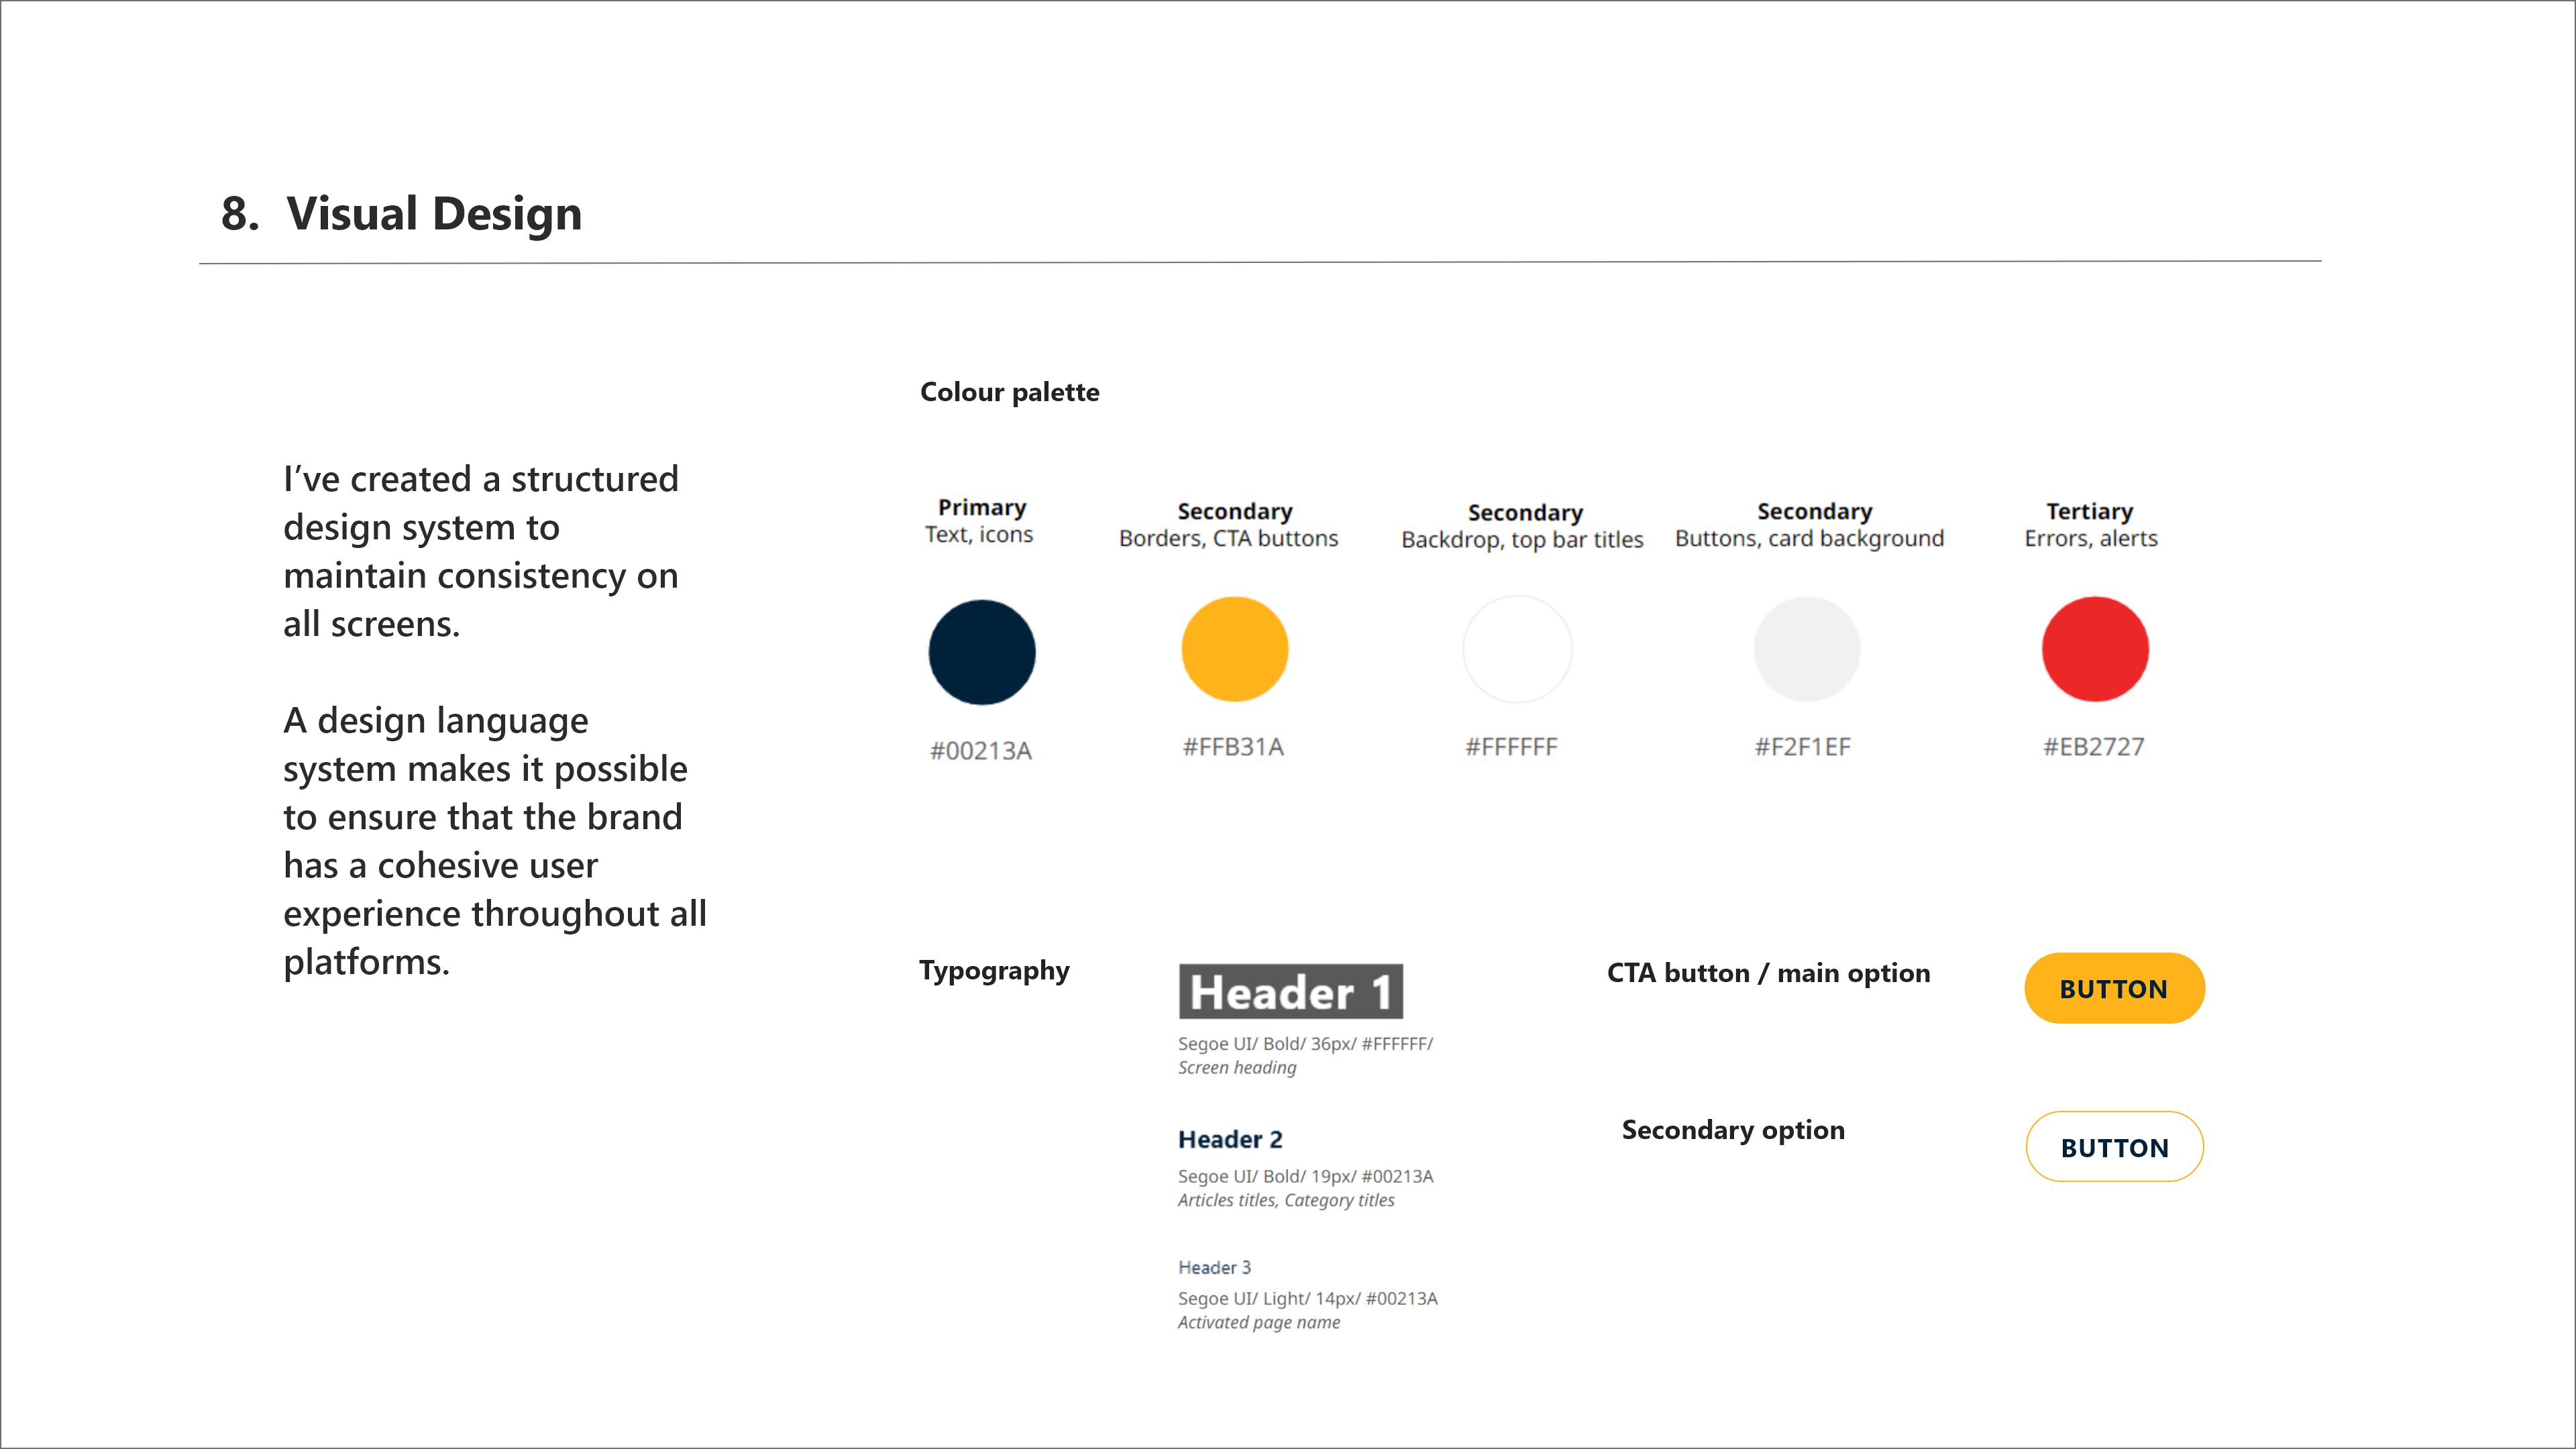 8. Visual Design
I’ve created a structured
design system to
maintain consistency on
all screens.
A design language
system makes it possible
to ensure that the brand
has a cohesive user
experience throughout all
platforms.
Colour palette
Primary
Text, icons
#00213A
Secondary
Borders, CTA buttons
#FFB31A
Secondary
Backdrop, top bar titles
#FFFFFF
Secondary
Buttons, card background
#F2F1EF
Tertiary
Errors, alerts
#EB2727
Typography
Header 1
Segoe UI/ Bold/ 36px/ #FFFFFF/
Screen heading
Header 2
Segoe UI/ Bold/ 19px/ #00213A
Articles titles, Category titles
Header 3
Segoe UI/ Light/ 14px/ #00213A
Activated page name
CTA button / main option
BUTTON
Secondary option
BUTTON